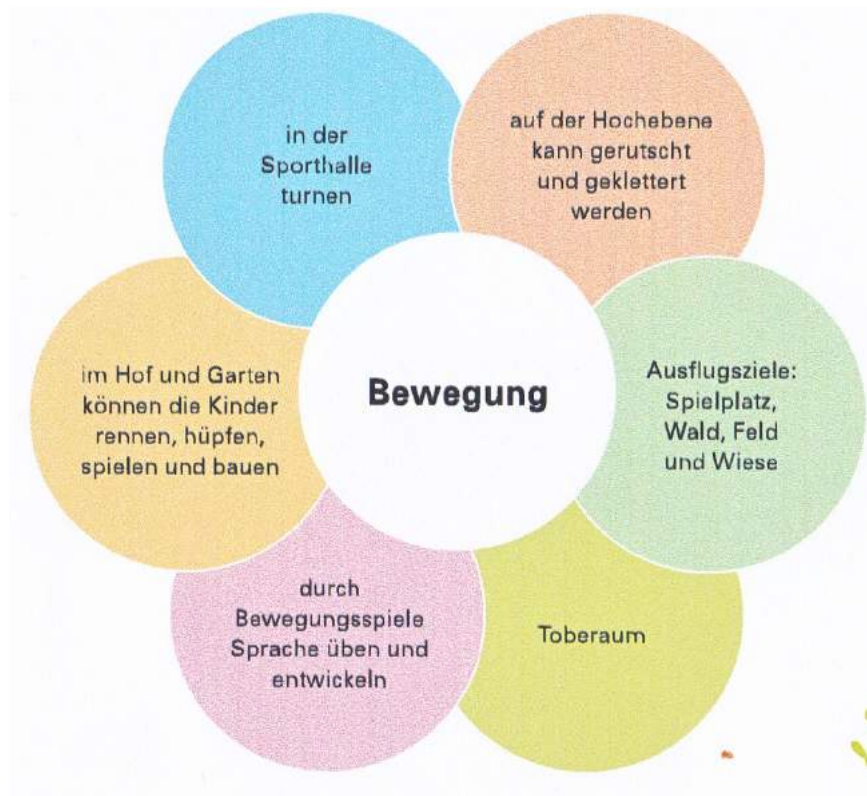 in der
Sporthalle
turnen
auf der Hochebene
kann gerutscht
und geklettert
werden
im Hof und Garten
können die Kinder
rennen, hüpfen,
spielen und bauen
Bewegung
Ausflugsziele:
Spielplatz,
Wald, Feld
und Wiese
durch
Bewegungsspiele
Sprache üben und
entwickeln
Toberaum